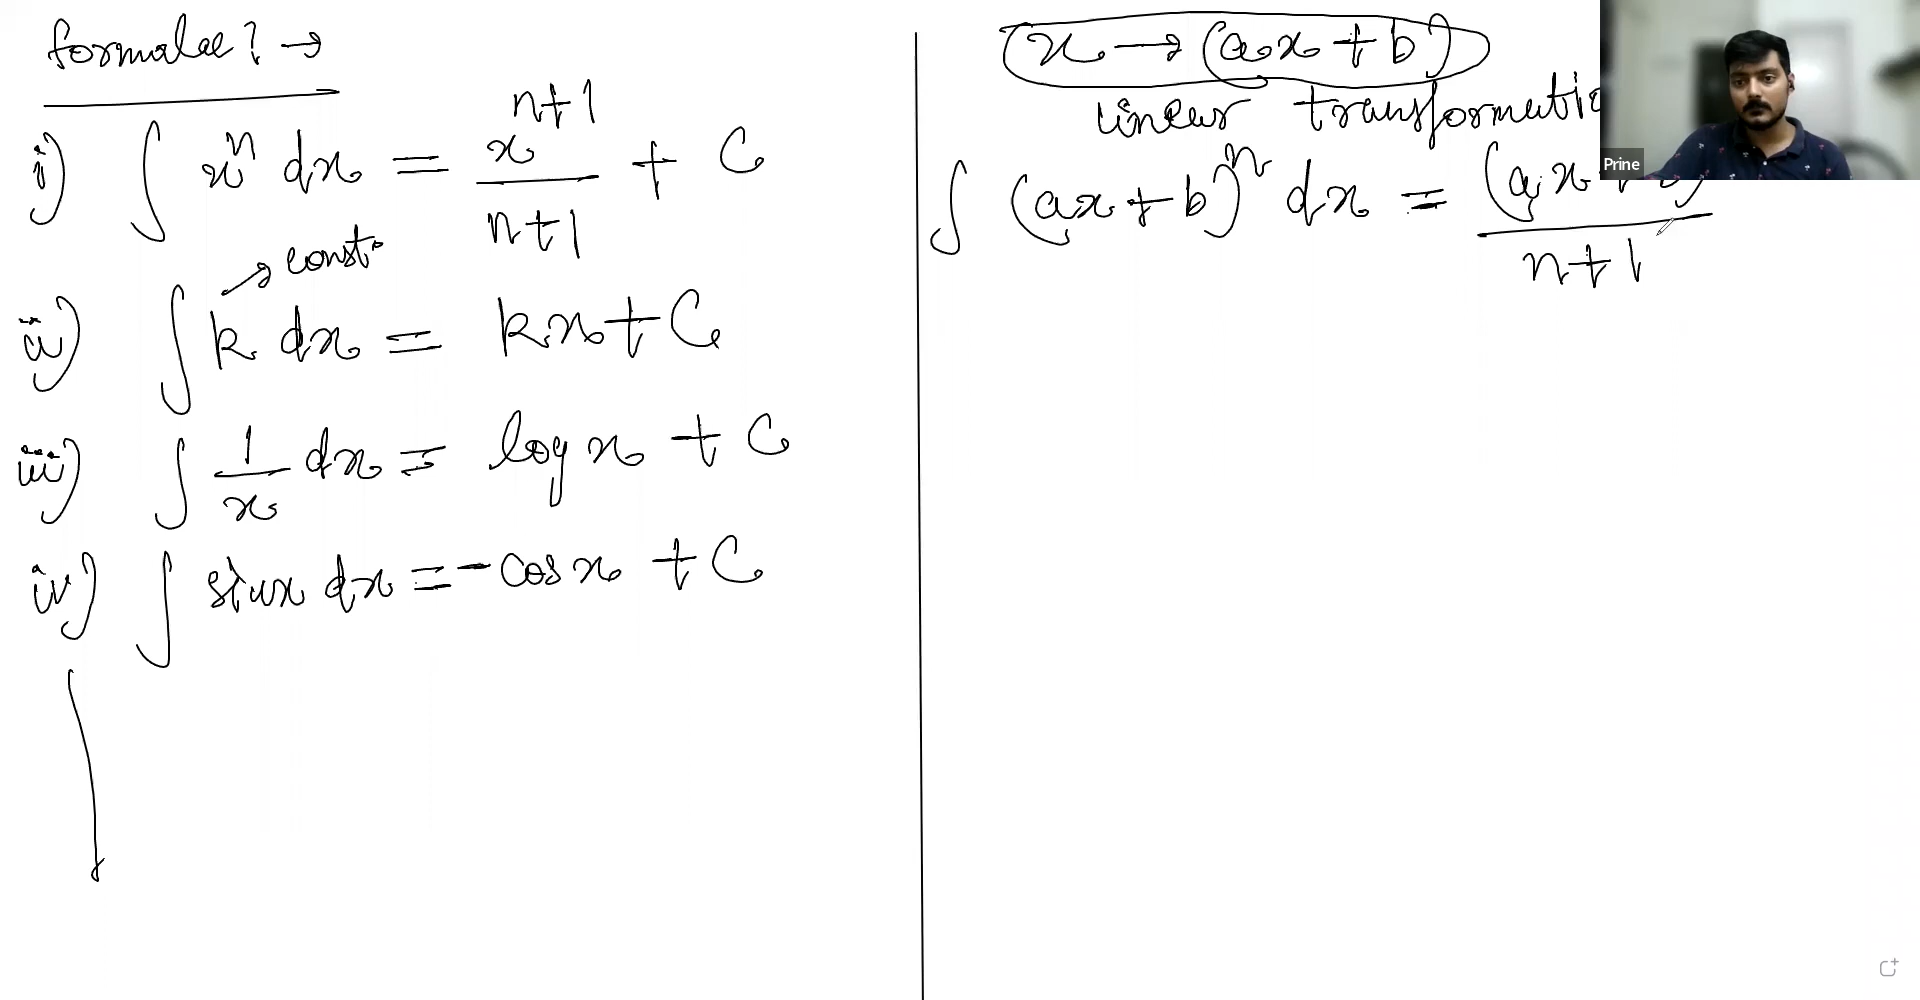 formulae? →
i) ∫ xⁿ dx = xⁿ⁺¹ / n+1 + C
→ const.
ii) ∫ k dx = kx + C
iii) ∫ 1/x dx = log x + C
iv) ∫ sinx dx = -cos x + C
x → (ax + b)
linear transformatio
∫ (ax + b)ⁿ dx = (ax + / n+1
Prine